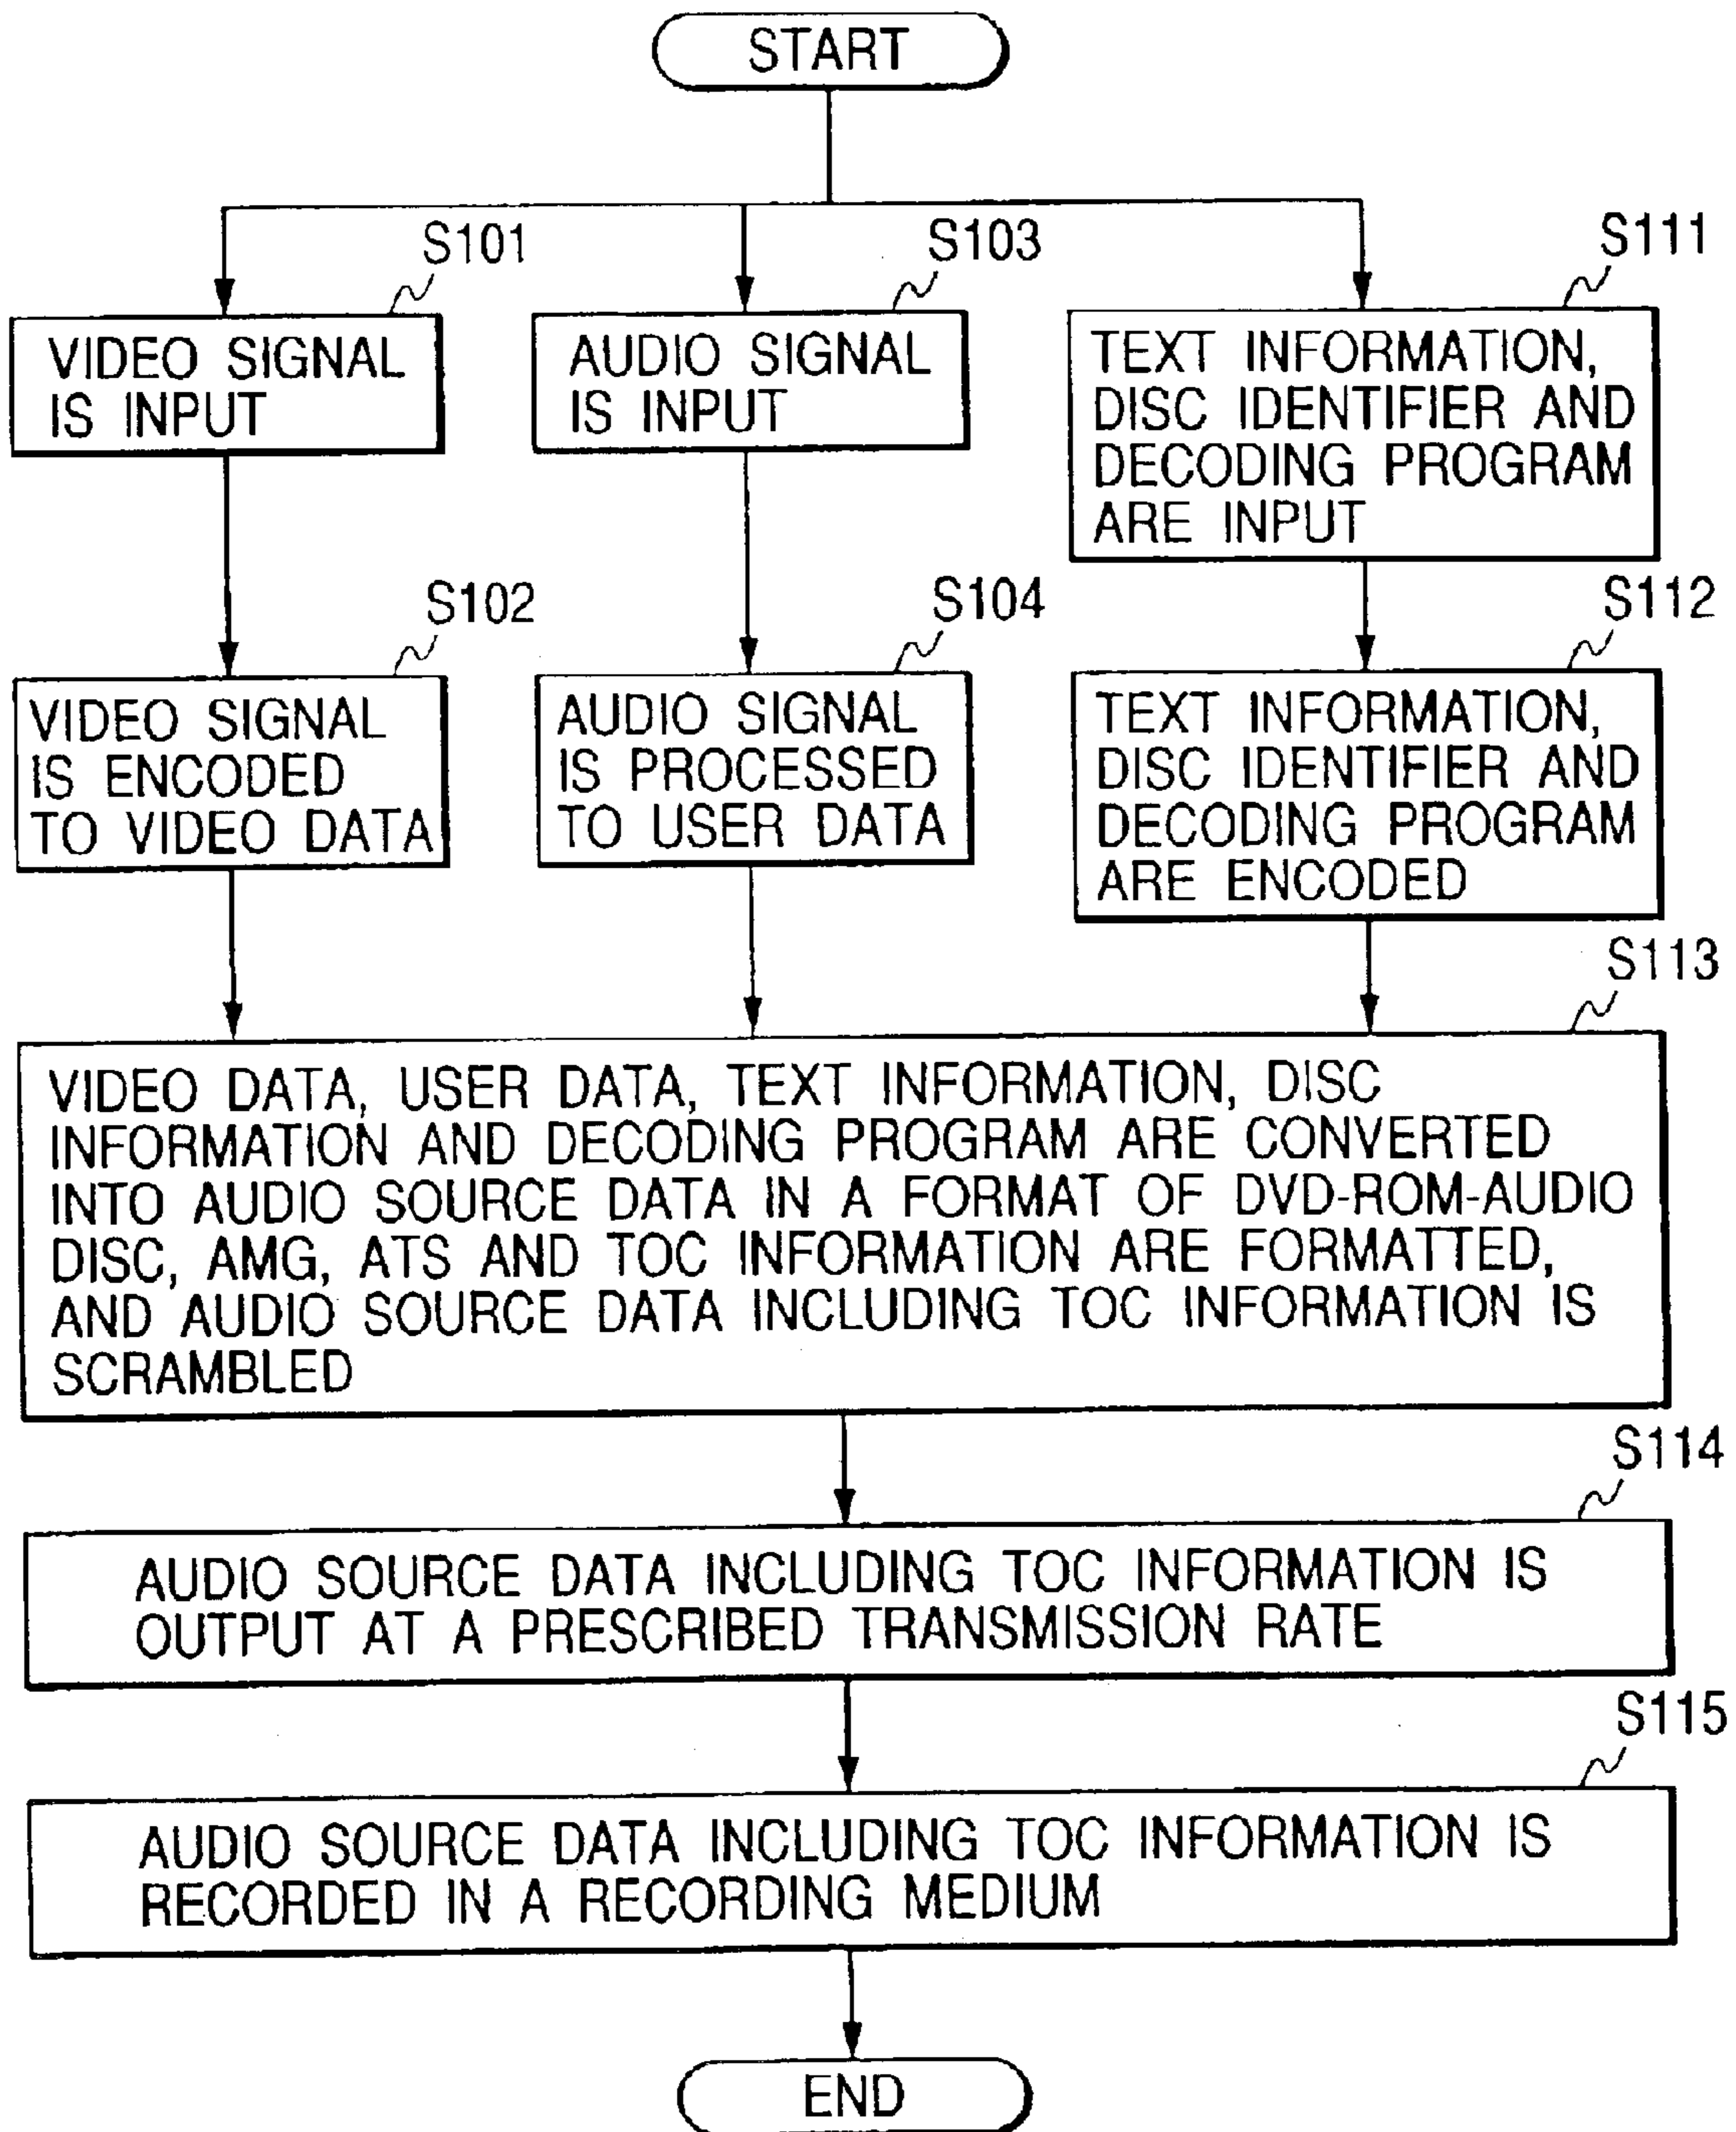 START
S101
VIDEO SIGNAL
IS INPUT
S103
AUDIO SIGNAL
IS INPUT
S111
TEXT INFORMATION,
DISC IDENTIFIER AND
DECODING PROGRAM
ARE INPUT
S102
VIDEO SIGNAL
IS ENCODED
TO VIDEO DATA
S104
AUDIO SIGNAL
IS PROCESSED
TO USER DATA
S112
TEXT INFORMATION,
DISC IDENTIFIER AND
DECODING PROGRAM
ARE ENCODED
S113
VIDEO DATA, USER DATA, TEXT INFORMATION, DISC
INFORMATION AND DECODING PROGRAM ARE CONVERTED
INTO AUDIO SOURCE DATA IN A FORMAT OF DVD-ROM-AUDIO
DISC, AMG, ATS AND TOC INFORMATION ARE FORMATTED,
AND AUDIO SOURCE DATA INCLUDING TOC INFORMATION IS
SCRAMBLED
S114
AUDIO SOURCE DATA INCLUDING TOC INFORMATION IS
OUTPUT AT A PRESCRIBED TRANSMISSION RATE
S115
AUDIO SOURCE DATA INCLUDING TOC INFORMATION IS
RECORDED IN A RECORDING MEDIUM
END